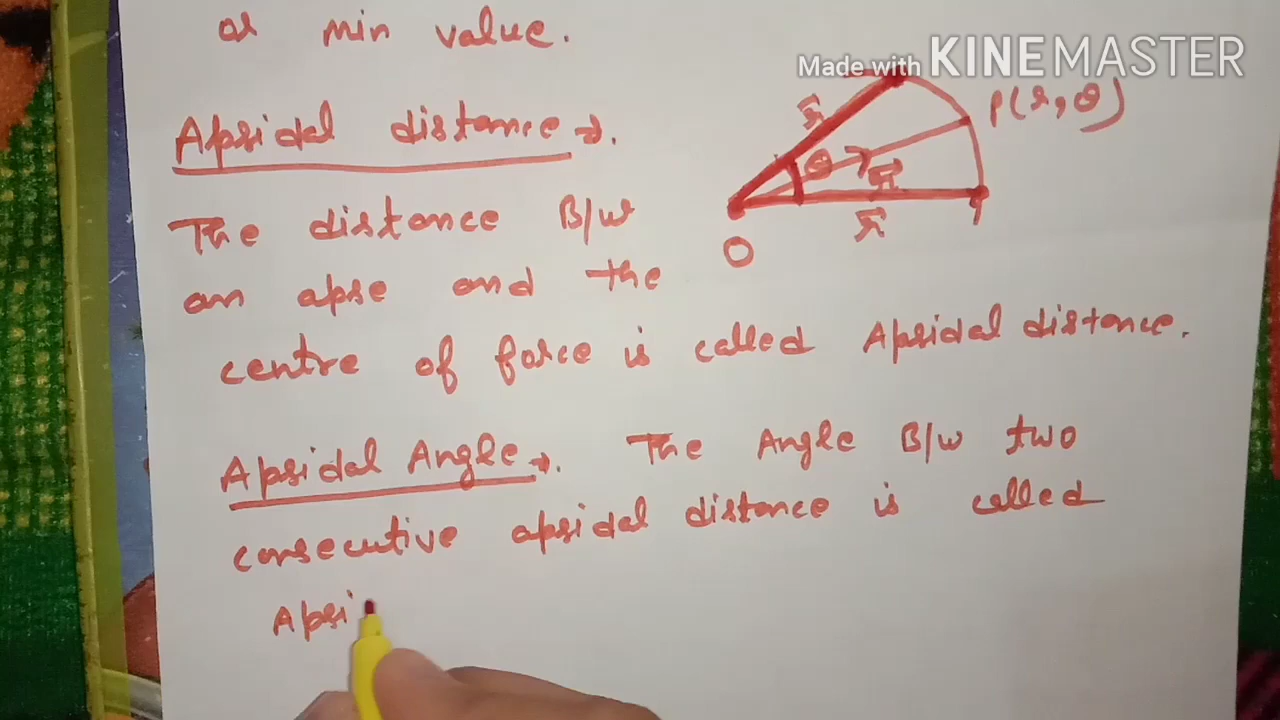 or min value.
Made with KINEMASTER
Apsidal distance →.
P(r, θ)
r
θ
r
r
O
The distance B/w
an apse and the
centre of force is called Apsidal distance.
Apsidal Angle →. The Angle B/w two
consecutive apsidal distance is called
Apsi